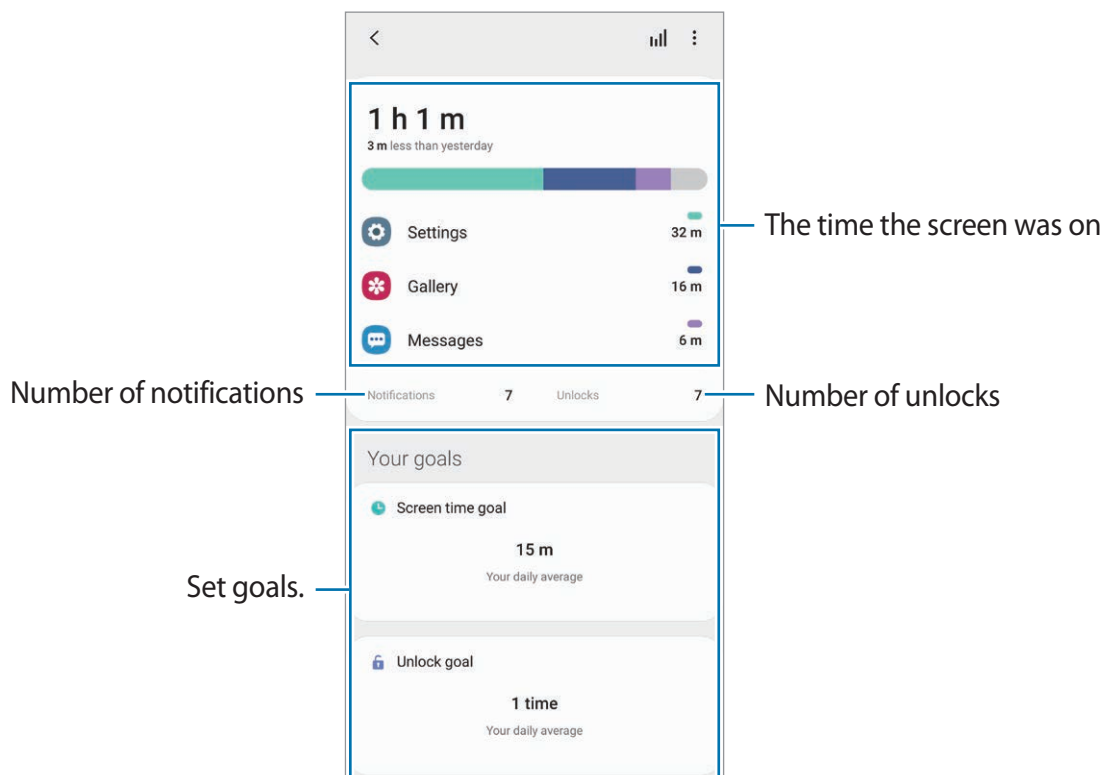 1 h 1 m
3 m less than yesterday
Settings
32 m
The time the screen was on
Gallery
16 m
Messages
6 m
Number of notifications
Notifications 7 Unlocks 7
Number of unlocks
Your goals
Screen time goal
15 m
Your daily average
Set goals.
Unlock goal
1 time
Your daily average